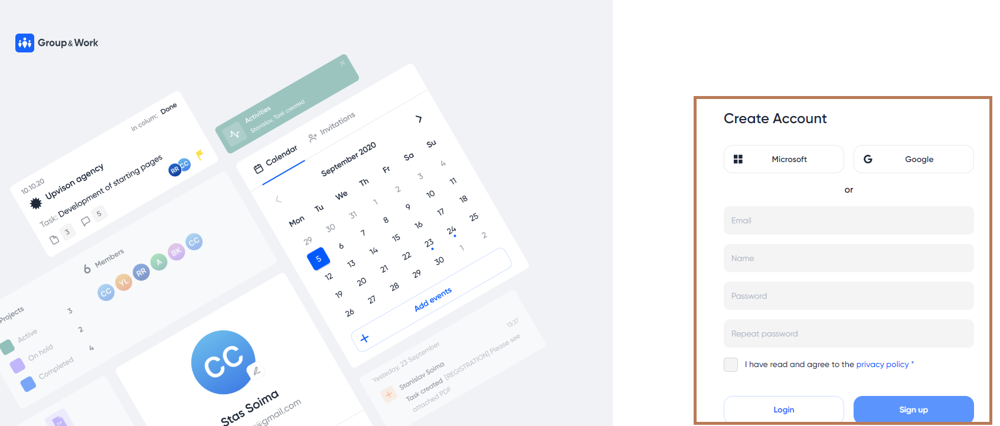 Group & Work
in colum: Done
10.10.20
Upvison agency
Task: Development of starting pages
RR CC
3 5
Activities
Stanislav, Task created
Calendar Invitations
September 2020
Mon Tu We Th Fr Sa Su
29 30 31 1 2 3 4
5 6 7 8 9 10 11
12 13 14 15 16 17 18
19 20 21 22 23 24 25
26 27 28 29 30 1 2
Add events
6 Members
CC YL RR A BK CC
Projects
Active 3
On hold 2
Completed 4
ZIP
CC
Stas Soima
@gmail.com
13:37
Yesteday, 23 September
Stanislav Soima
Task created [REGISTRATION] Please see
attached PDF
Create Account
Microsoft
Google
or
Email
Name
Password
Repeat password
I have read and agree to the privacy policy *
Login
Sign up